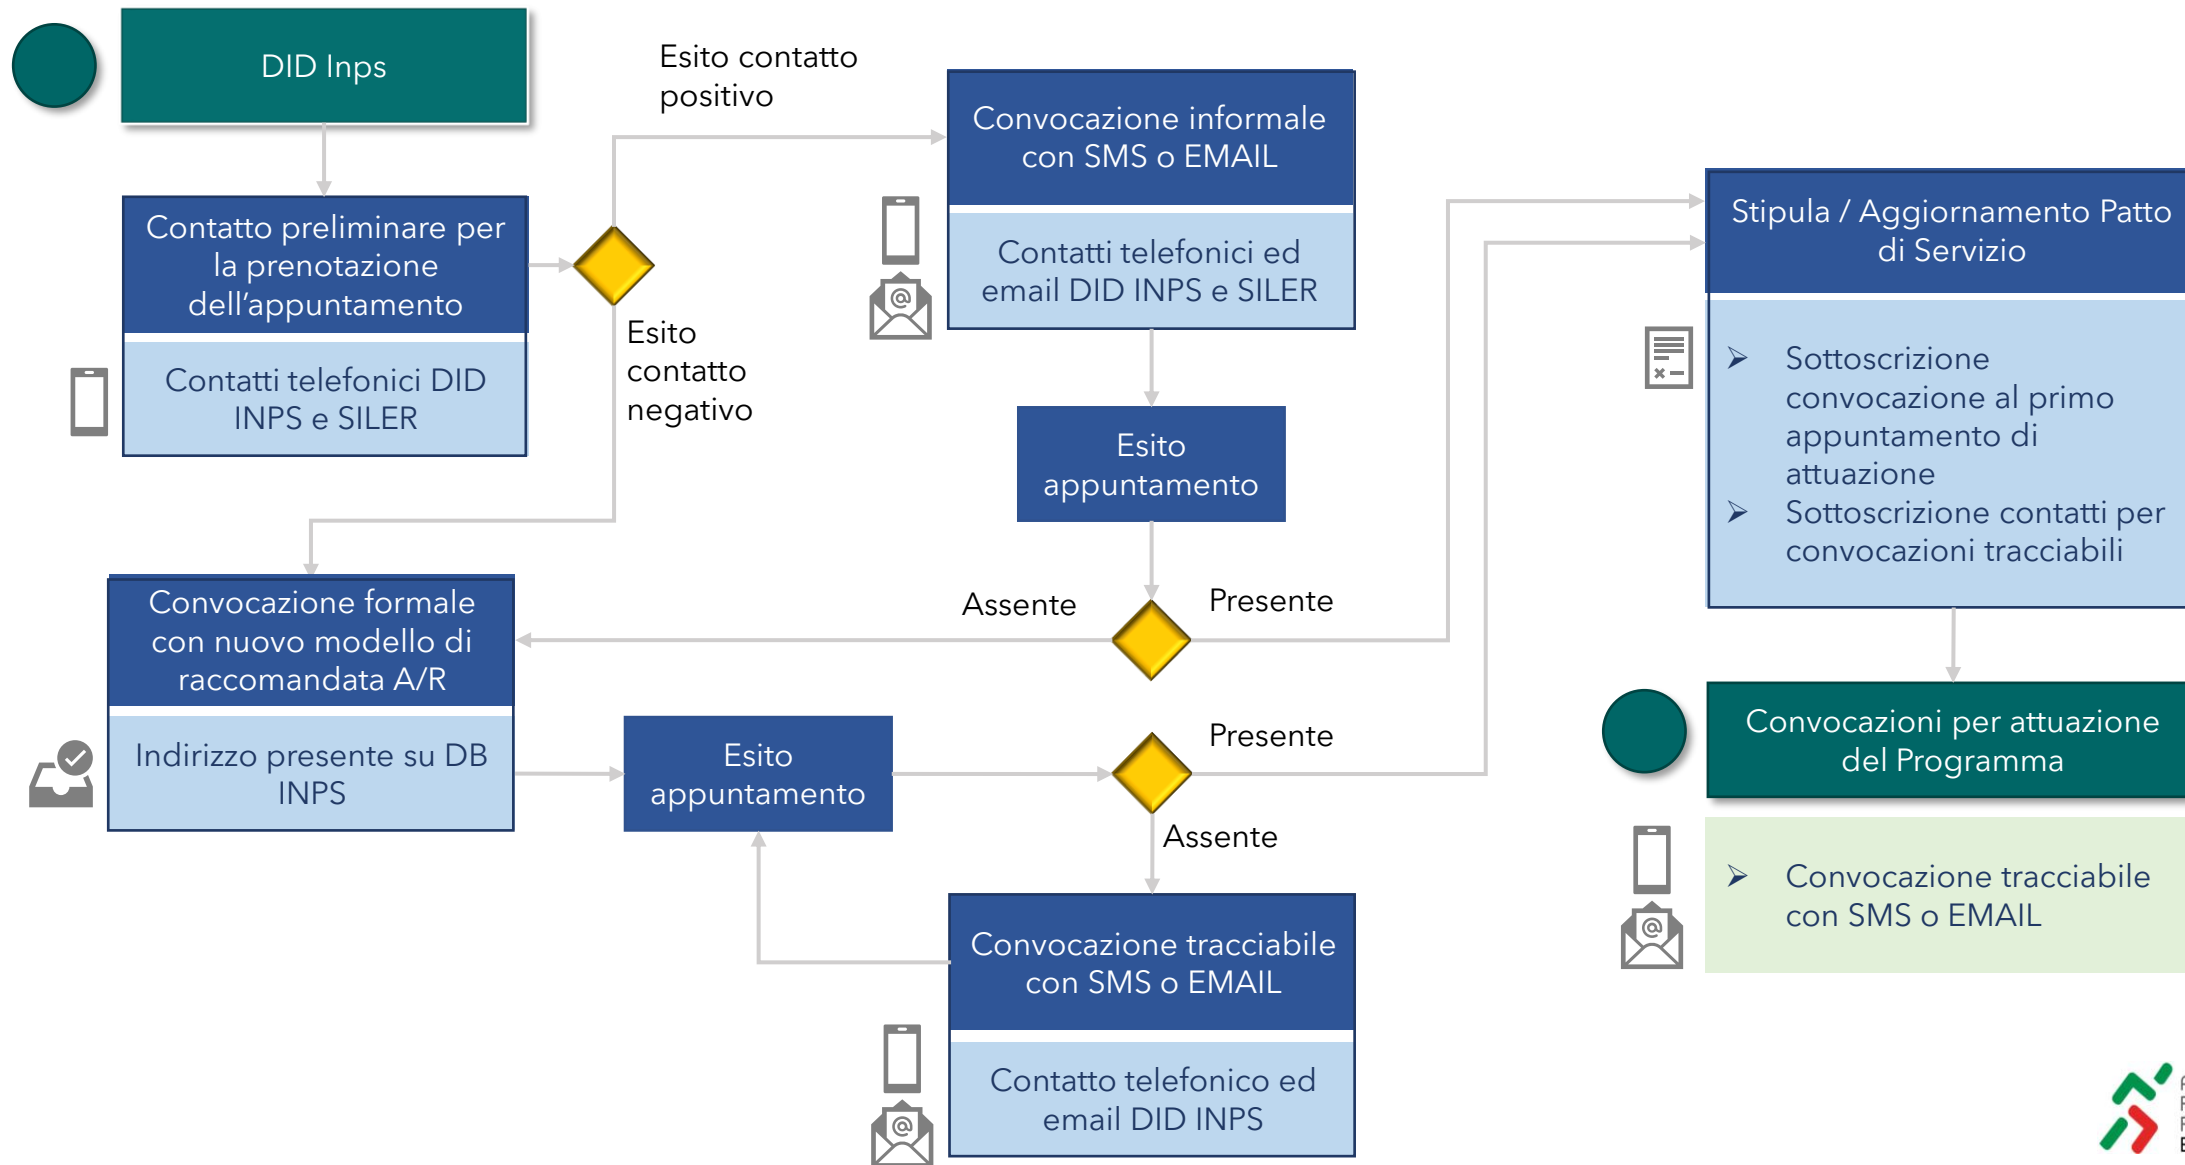 DID Inps
Esito contatto
positivo
Convocazione informale
con SMS o EMAIL
Contatti telefonici ed
email DID INPS e SILER
Contatto preliminare per
la prenotazione
dell'appuntamento
Contatti telefonici DID
INPS e SILER
Esito
contatto
negativo
Stipula / Aggiornamento Patto
di Servizio
➢ Sottoscrizione
convocazione al primo
appuntamento di
attuazione
➢ Sottoscrizione contatti per
convocazioni tracciabili
Esito
appuntamento
Assente
Presente
Convocazione formale
con nuovo modello di
raccomandata A/R
Indirizzo presente su DB
INPS
Esito
appuntamento
Presente
Assente
Convocazioni per attuazione
del Programma
➢ Convocazione tracciabile
con SMS o EMAIL
Convocazione tracciabile
con SMS o EMAIL
Contatto telefonico ed
email DID INPS